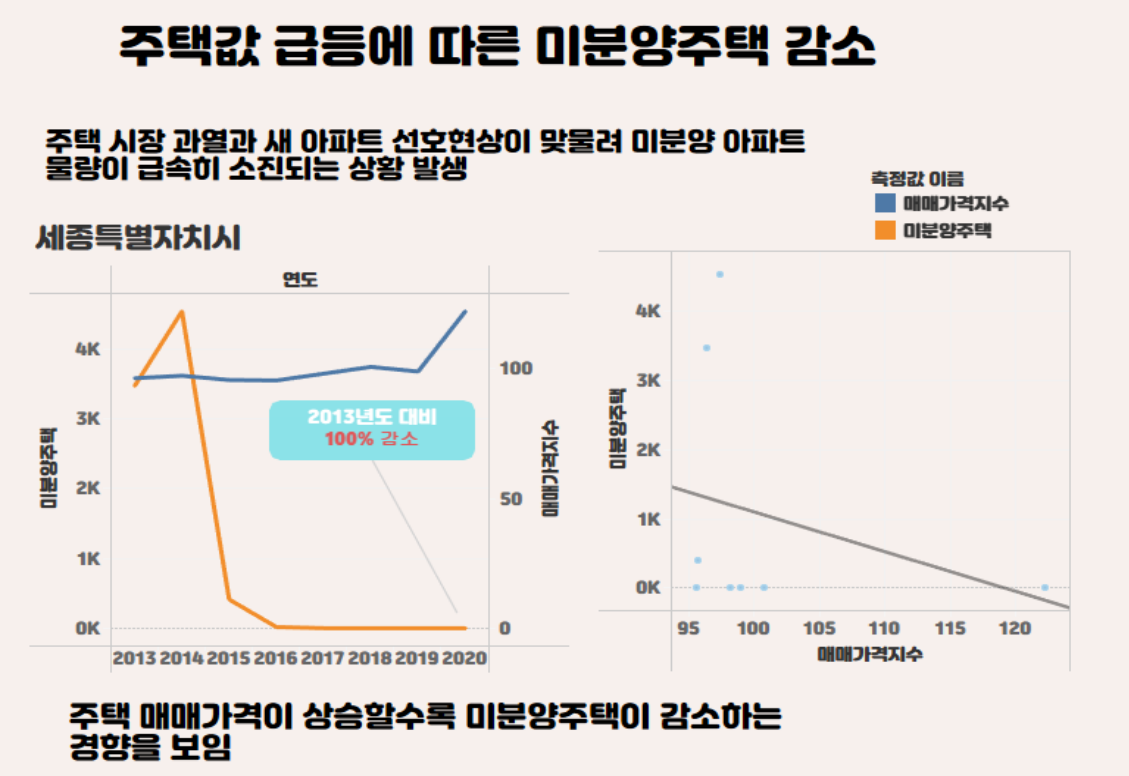 주택값 급등에 따른 미분양주택 감소
주택 시장 과열과 새 아파트 선호현상이 맞물려 미분양 아파트
물량이 급속히 소진되는 상황 발생
측정값 이름
매매가격지수
미분양주택
세종특별자치시
연도
4K
3K
2K
1K
0K
미분양주택
2013년도 대비
100% 감소
100
50
0
매매가격지수
2013 2014 2015 2016 2017 2018 2019 2020
4K
3K
2K
1K
0K
미분양주택
95 100 105 110 115 120
매매가격지수
주택 매매가격이 상승할수록 미분양주택이 감소하는
경향을 보임